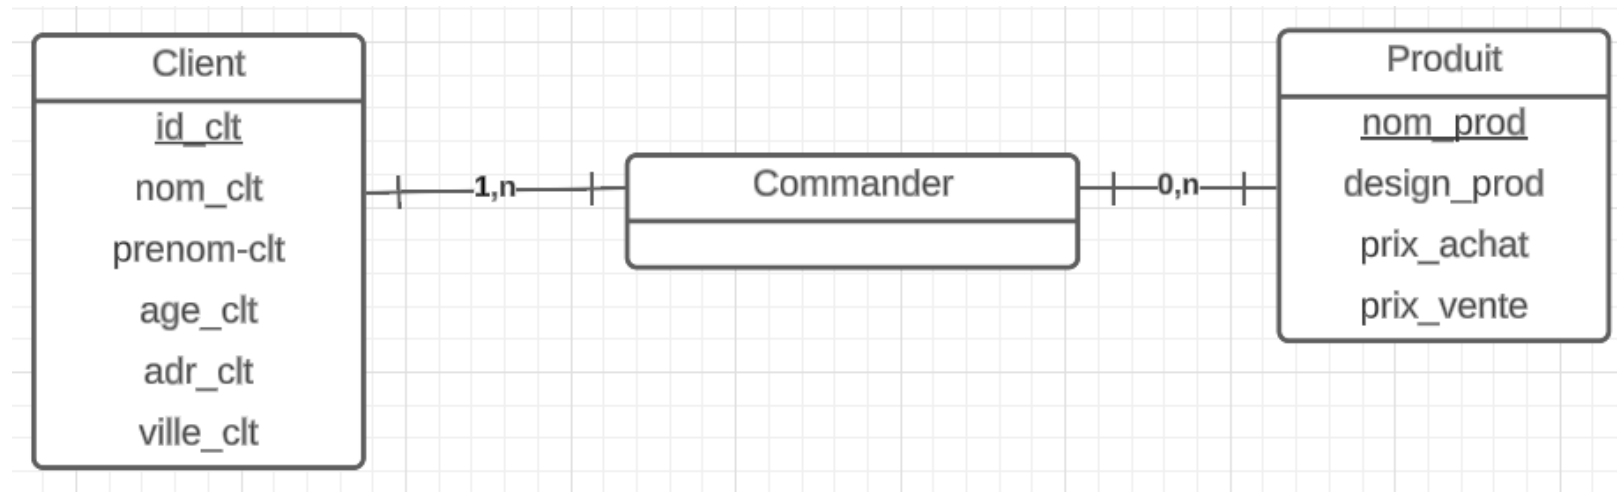 Client
id_clt
nom_clt
prenom-clt
age_clt
adr_clt
ville_clt
1,n
Commander
0,n
Produit
nom_prod
design_prod
prix_achat
prix_vente